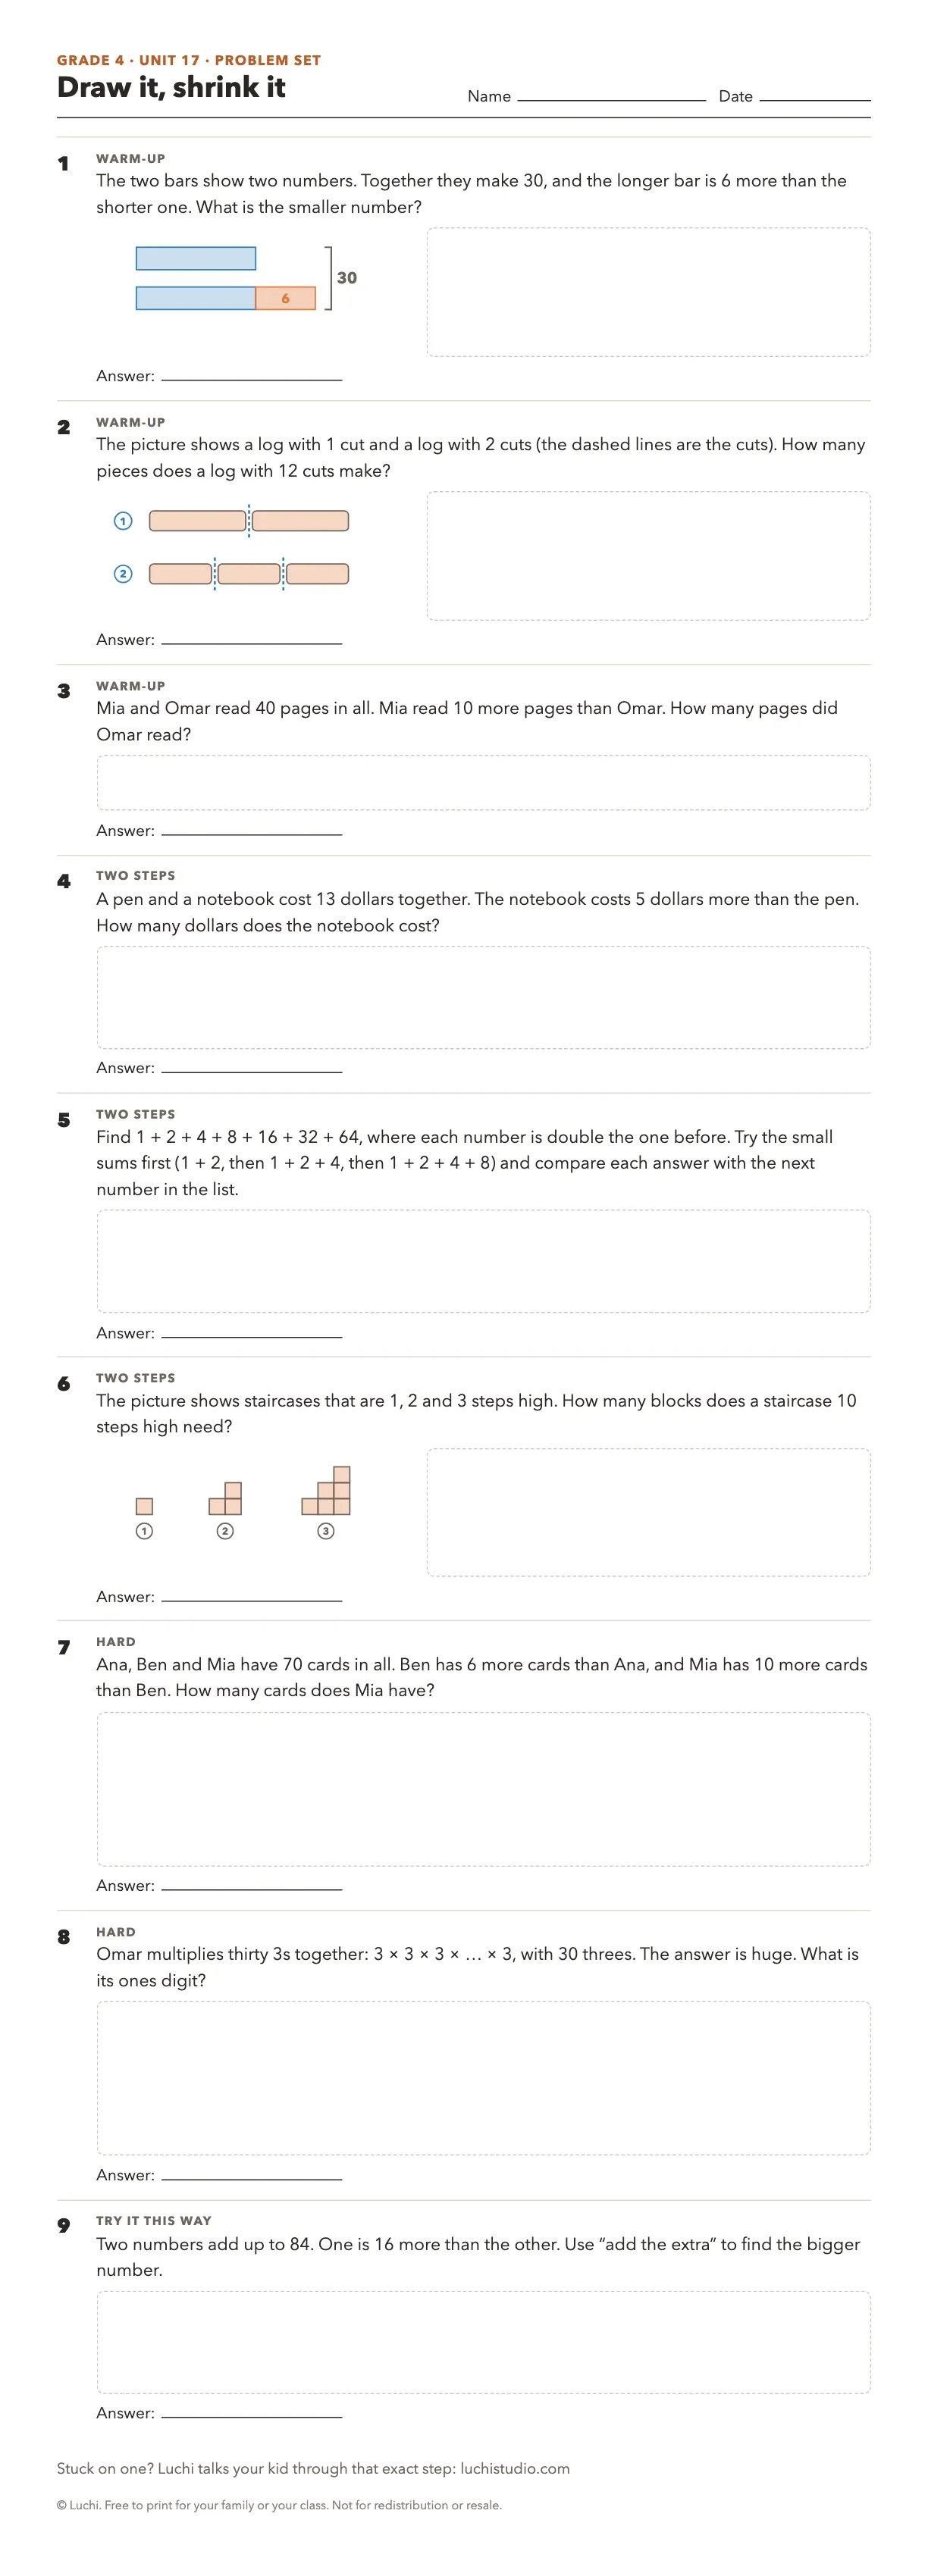 GRADE 4 · UNIT 17 · PROBLEM SET
Draw it, shrink it
Name
Date
1
WARM-UP
The two bars show two numbers. Together they make 30, and the longer bar is 6 more than the
shorter one. What is the smaller number?
30
6
Answer:
2
WARM-UP
The picture shows a log with 1 cut and a log with 2 cuts (the dashed lines are the cuts). How many
pieces does a log with 12 cuts make?
1
2
Answer:
3
WARM-UP
Mia and Omar read 40 pages in all. Mia read 10 more pages than Omar. How many pages did
Omar read?
Answer:
4
TWO STEPS
A pen and a notebook cost 13 dollars together. The notebook costs 5 dollars more than the pen.
How many dollars does the notebook cost?
Answer:
5
TWO STEPS
Find 1 + 2 + 4 + 8 + 16 + 32 + 64, where each number is double the one before. Try the small
sums first (1 + 2, then 1 + 2 + 4, then 1 + 2 + 4 + 8) and compare each answer with the next
number in the list.
Answer:
6
TWO STEPS
The picture shows staircases that are 1, 2 and 3 steps high. How many blocks does a staircase 10
steps high need?
1 2 3
Answer:
7
HARD
Ana, Ben and Mia have 70 cards in all. Ben has 6 more cards than Ana, and Mia has 10 more cards
than Ben. How many cards does Mia have?
Answer:
8
HARD
Omar multiplies thirty 3s together: 3 × 3 × 3 × … × 3, with 30 threes. The answer is huge. What is
its ones digit?
Answer:
9
TRY IT THIS WAY
Two numbers add up to 84. One is 16 more than the other. Use “add the extra” to find the bigger
number.
Answer:
Stuck on one? Luchi talks your kid through that exact step: luchistudio.com
© Luchi. Free to print for your family or your class. Not for redistribution or resale.